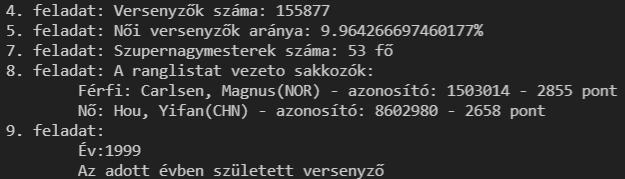 4. feladat: Versenyzők száma: 155877
5. feladat: Női versenyzők aránya: 9.964266697460177%
7. feladat: Szupernagymesterek száma: 53 fő
8. feladat: A ranglistat vezeto sakkozók:
Férfi: Carlsen, Magnus(NOR) - azonosító: 1503014 - 2855 pont
Nő: Hou, Yifan(CHN) - azonosító: 8602980 - 2658 pont
9. feladat:
Év:1999
Az adott évben született versenyző